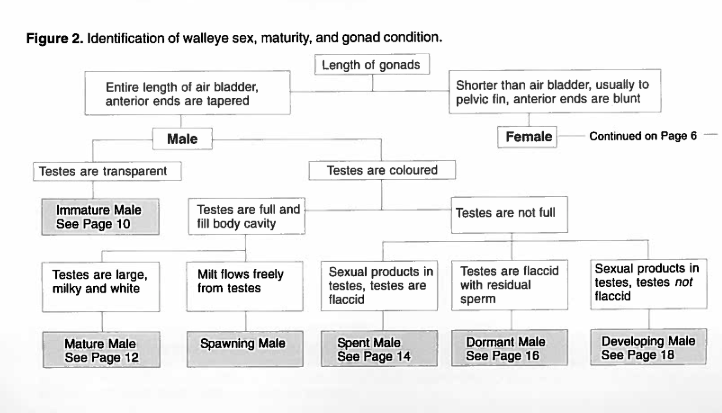 Figure 2. Identification of walleye sex, maturity, and gonad condition.
Length of gonads
Entire length of air bladder,
anterior ends are tapered
Shorter than air bladder, usually to
pelvic fin, anterior ends are blunt
Male
Female
Continued on Page 6
Testes are transparent
Testes are coloured
Immature Male
See Page 10
Testes are full and
fill body cavity
Testes are not full
Testes are large,
milky and white
Milt flows freely
from testes
Sexual products in
testes, testes are
flaccid
Testes are flaccid
with residual
sperm
Sexual products in
testes, testes not
flaccid
Mature Male
See Page 12
Spawning Male
Spent Male
See Page 14
Dormant Male
See Page 16
Developing Male
See Page 18